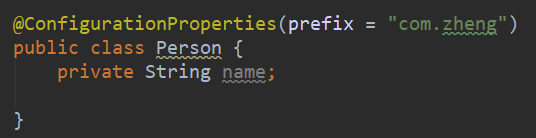 @ConfigurationProperties(prefix = "com.zheng")
public class Person {
    private String name;
}